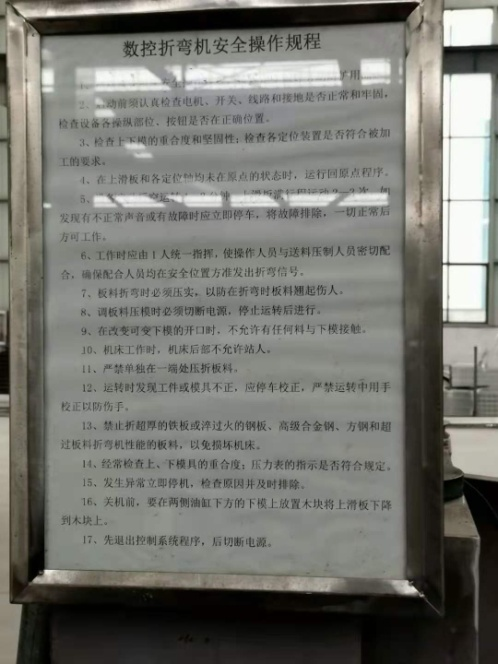 数控折弯机安全操作规程
1、
2、启动前须认真检查电机、开关、线路和接地是否正常和牢固，
检查设备各操纵部位、按钮是否在正确位置。
3、检查上下模的重合度和坚固性；检查各定位装置是否符合被加
工的要求。
4、在上滑板和各定位轴均未在原点的状态时，运行回原点程序。
5、
发现有不正常声音或有故障时应立即停车，将故障排除，一切正常后
方可工作。
6、工作时应由1人统一指挥，使操作人员与送料压制人员密切配
合，确保配合人员均在安全位置方准发出折弯信号。
7、板料折弯时必须压实，以防在折弯时板料翘起伤人。
8、调板料压模时必须切断电源，停止运转后进行。
9、在改变可变下模的开口时、不允许有任何料与下模接触。
10、机床工作时，机床后部不允许站人。
11、严禁单独在一端处压折板料。
12、运转时发现工件或模具不正，应停车校正，严禁运转中用手
校正以防伤手。
13、禁止折超厚的铁板或淬过火的钢板、高级合金钢、方钢和超
过板料折弯机性能的板料，以免损坏机床。
14、经常检查上、下模具的重合度；压力表的指示是否符合规定。
15、发生异常立即停机，检查原因并及时排除。
16、关机前，要在两侧油缸下方的下模上放置木块将上滑板下降
到木块上。
17、先退出控制系统程序，后切断电源。